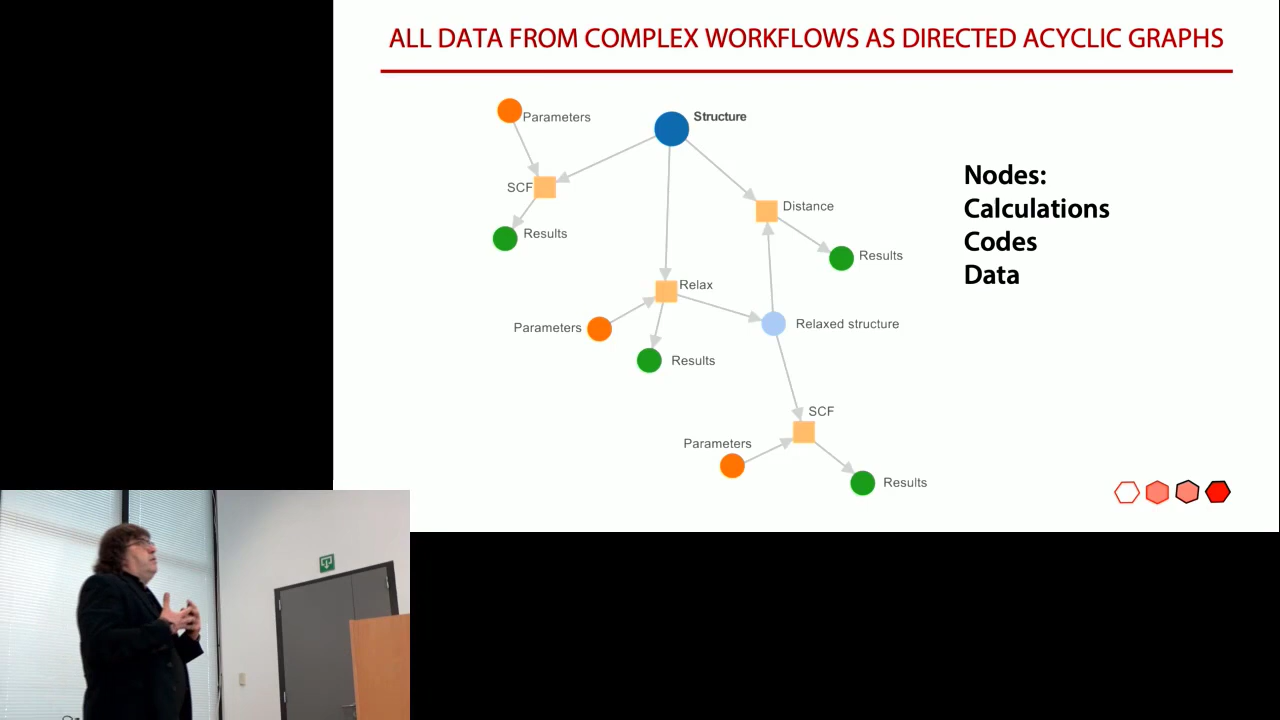 ALL DATA FROM COMPLEX WORKFLOWS AS DIRECTED ACYCLIC GRAPHS
Parameters
Structure
SCF
Distance
Results
Results
Relax
Parameters
Relaxed structure
Results
SCF
Parameters
Results
Nodes:
Calculations
Codes
Data